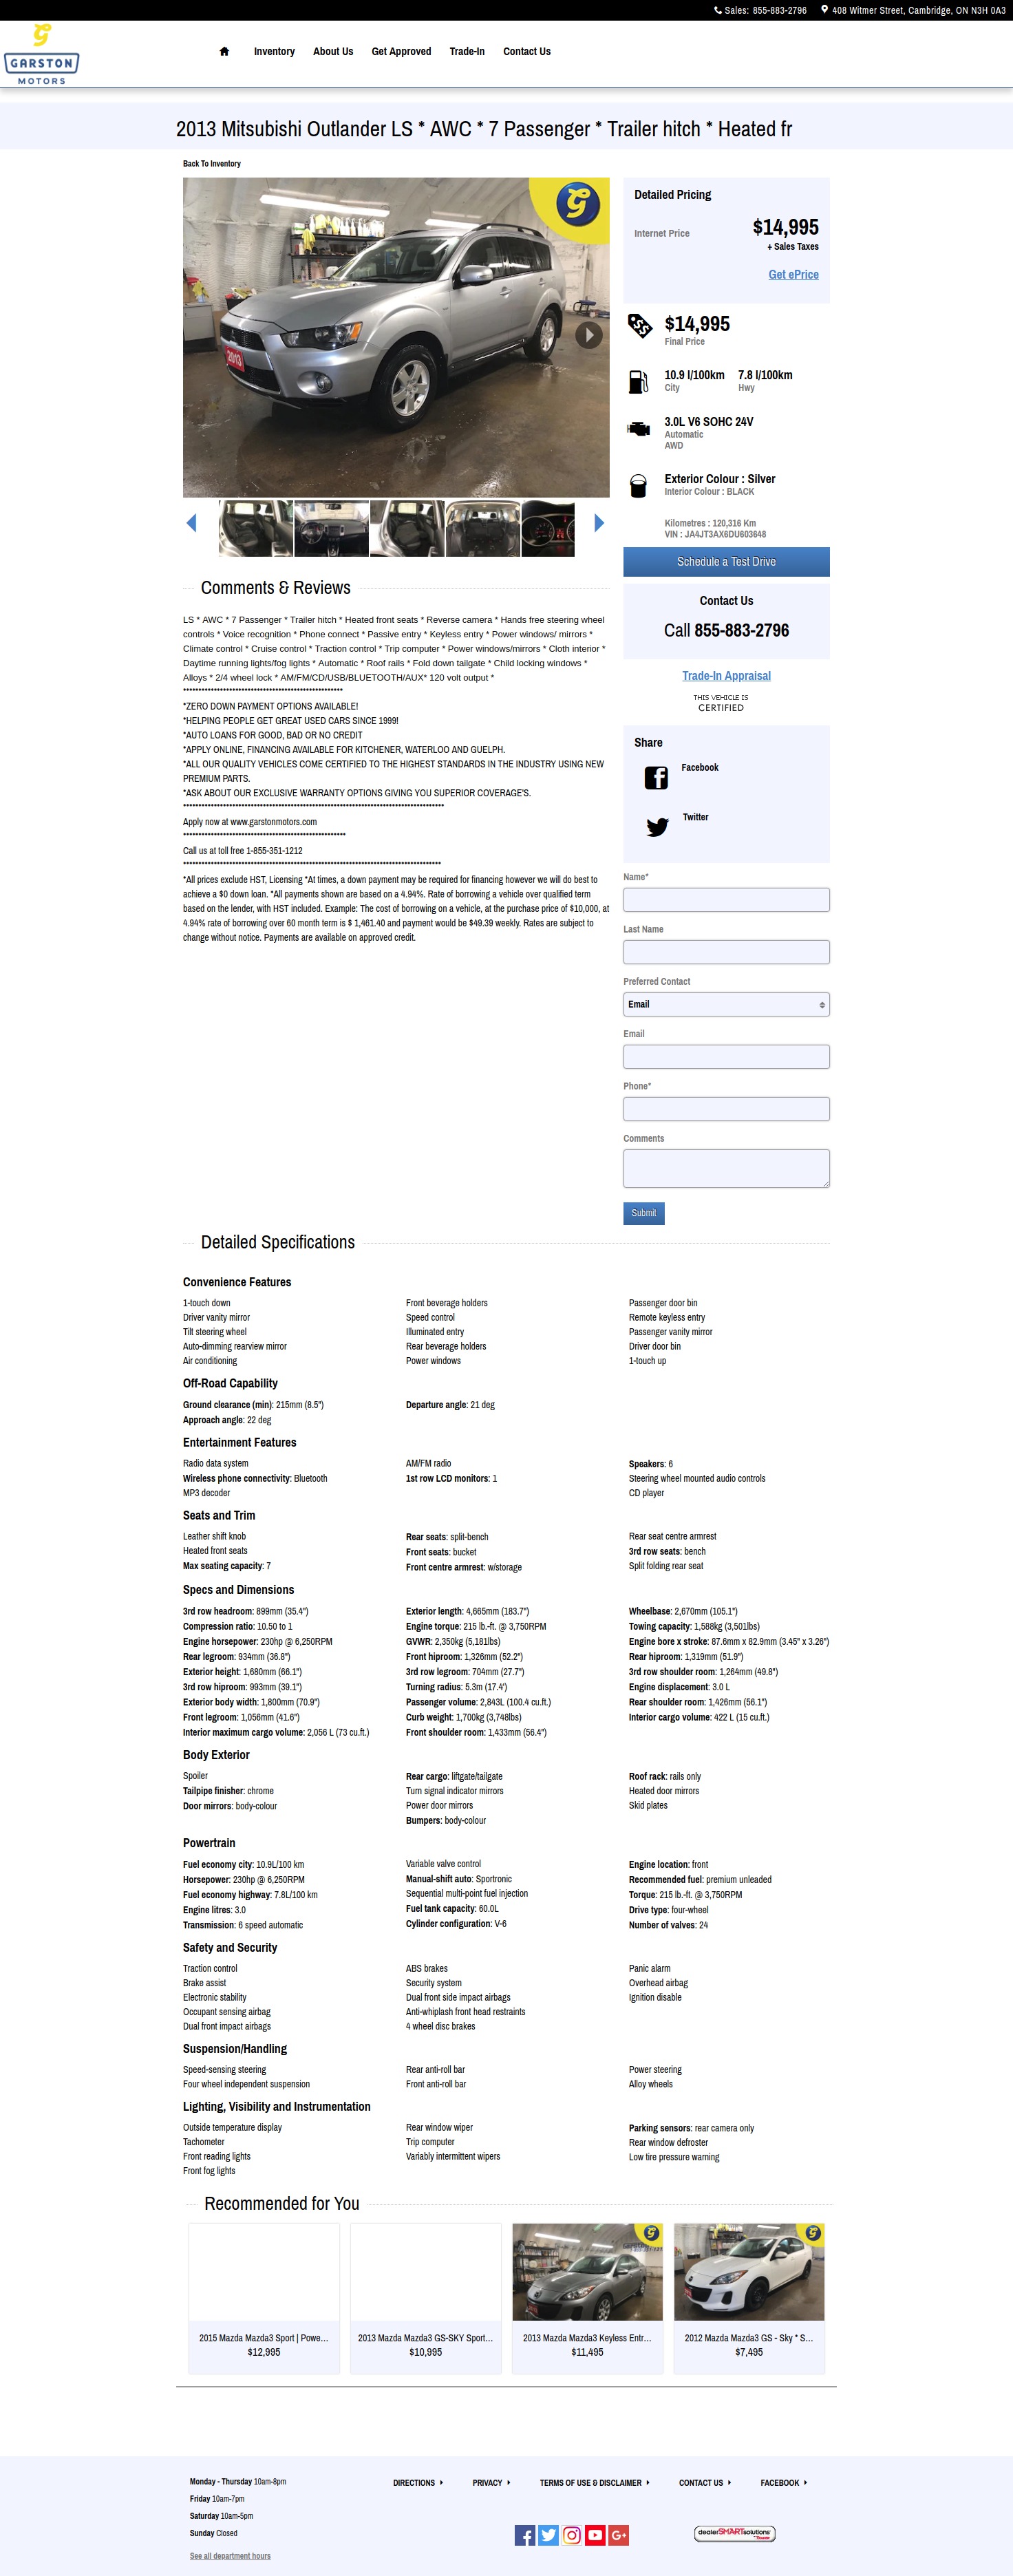 Sales: 855-883-2796
408 Witmer Street, Cambridge, ON N3H 0A3
GARSTON
MOTORS
Inventory
About Us
Get Approved
Trade-In
Contact Us
2013 Mitsubishi Outlander LS * AWC * 7 Passenger * Trailer hitch * Heated fr
Back To Inventory
2013
Detailed Pricing
Internet Price
$14,995
+ Sales Taxes
Get ePrice
$14,995
Final Price
10.9 l/100km
City
7.8 l/100km
Hwy
3.0L V6 SOHC 24V
Automatic
AWD
Exterior Colour : Silver
Interior Colour : BLACK
Kilometres : 120,316 Km
VIN : JA4JT3AX6DU603648
Schedule a Test Drive
Contact Us
Call 855-883-2796
Trade-In Appraisal
THIS VEHICLE IS
CERTIFIED
Share
Facebook
Twitter
Name*
Last Name
Preferred Contact
Email
Email
Phone*
Comments
Submit
Comments & Reviews
LS * AWC * 7 Passenger * Trailer hitch * Heated front seats * Reverse camera * Hands free steering wheel
controls * Voice recognition * Phone connect * Passive entry * Keyless entry * Power windows/ mirrors *
Climate control * Cruise control * Traction control * Trip computer * Power windows/mirrors * Cloth interior *
Daytime running lights/fog lights * Automatic * Roof rails * Fold down tailgate * Child locking windows *
Alloys * 2/4 wheel lock * AM/FM/CD/USB/BLUETOOTH/AUX* 120 volt output *
*ZERO DOWN PAYMENT OPTIONS AVAILABLE!
*HELPING PEOPLE GET GREAT USED CARS SINCE 1999!
*AUTO LOANS FOR GOOD, BAD OR NO CREDIT
*APPLY ONLINE, FINANCING AVAILABLE FOR KITCHENER, WATERLOO AND GUELPH.
*ALL OUR QUALITY VEHICLES COME CERTIFIED TO THE HIGHEST STANDARDS IN THE INDUSTRY USING NEW
PREMIUM PARTS.
*ASK ABOUT OUR EXCLUSIVE WARRANTY OPTIONS GIVING YOU SUPERIOR COVERAGE'S.
Apply now at www.garstonmotors.com
Call us at toll free 1-855-351-1212
*All prices exclude HST, Licensing *At times, a down payment may be required for financing however we will do best to
achieve a $0 down loan. *All payments shown are based on a 4.94%. Rate of borrowing a vehicle over qualified term
based on the lender, with HST included. Example: The cost of borrowing on a vehicle, at the purchase price of $10,000, at
4.94% rate of borrowing over 60 month term is $ 1,461.40 and payment would be $49.39 weekly. Rates are subject to
change without notice. Payments are available on approved credit.
Detailed Specifications
Convenience Features
1-touch down
Front beverage holders
Passenger door bin
Driver vanity mirror
Speed control
Remote keyless entry
Tilt steering wheel
Illuminated entry
Passenger vanity mirror
Auto-dimming rearview mirror
Rear beverage holders
Driver door bin
Air conditioning
Power windows
1-touch up
Off-Road Capability
Ground clearance (min): 215mm (8.5")
Departure angle: 21 deg
Approach angle: 22 deg
Entertainment Features
Radio data system
AM/FM radio
Speakers: 6
Wireless phone connectivity: Bluetooth
1st row LCD monitors: 1
Steering wheel mounted audio controls
MP3 decoder
CD player
Seats and Trim
Leather shift knob
Rear seats: split-bench
Rear seat centre armrest
Heated front seats
Front seats: bucket
3rd row seats: bench
Max seating capacity: 7
Front centre armrest: w/storage
Split folding rear seat
Specs and Dimensions
3rd row headroom: 899mm (35.4")
Exterior length: 4,665mm (183.7")
Wheelbase: 2,670mm (105.1")
Compression ratio: 10.50 to 1
Engine torque: 215 lb.-ft. @ 3,750RPM
Towing capacity: 1,588kg (3,501lbs)
Engine horsepower: 230hp @ 6,250RPM
GVWR: 2,350kg (5,181lbs)
Engine bore x stroke: 87.6mm x 82.9mm (3.45" x 3.26")
Rear legroom: 934mm (36.8")
Front hiproom: 1,326mm (52.2")
Rear hiproom: 1,319mm (51.9")
Exterior height: 1,680mm (66.1")
3rd row legroom: 704mm (27.7")
3rd row shoulder room: 1,264mm (49.8")
3rd row hiproom: 993mm (39.1")
Turning radius: 5.3m (17.4')
Engine displacement: 3.0 L
Exterior body width: 1,800mm (70.9")
Passenger volume: 2,843L (100.4 cu.ft.)
Rear shoulder room: 1,426mm (56.1")
Front legroom: 1,056mm (41.6")
Curb weight: 1,700kg (3,748lbs)
Interior cargo volume: 422 L (15 cu.ft.)
Interior maximum cargo volume: 2,056 L (73 cu.ft.)
Front shoulder room: 1,433mm (56.4")
Body Exterior
Spoiler
Rear cargo: liftgate/tailgate
Roof rack: rails only
Tailpipe finisher: chrome
Turn signal indicator mirrors
Heated door mirrors
Door mirrors: body-colour
Power door mirrors
Skid plates
Bumpers: body-colour
Powertrain
Fuel economy city: 10.9L/100 km
Variable valve control
Engine location: front
Horsepower: 230hp @ 6,250RPM
Manual-shift auto: Sportronic
Recommended fuel: premium unleaded
Fuel economy highway: 7.8L/100 km
Sequential multi-point fuel injection
Torque: 215 lb.-ft. @ 3,750RPM
Engine litres: 3.0
Fuel tank capacity: 60.0L
Drive type: four-wheel
Transmission: 6 speed automatic
Cylinder configuration: V-6
Number of valves: 24
Safety and Security
Traction control
ABS brakes
Panic alarm
Brake assist
Security system
Overhead airbag
Electronic stability
Dual front side impact airbags
Ignition disable
Occupant sensing airbag
Anti-whiplash front head restraints
Dual front impact airbags
4 wheel disc brakes
Suspension/Handling
Speed-sensing steering
Rear anti-roll bar
Power steering
Four wheel independent suspension
Front anti-roll bar
Alloy wheels
Lighting, Visibility and Instrumentation
Outside temperature display
Rear window wiper
Parking sensors: rear camera only
Tachometer
Trip computer
Rear window defroster
Front reading lights
Variably intermittent wipers
Low tire pressure warning
Front fog lights
Recommended for You
2015 Mazda Mazda3 Sport | Powe...
$12,995
2013 Mazda Mazda3 GS-SKY Sport...
$10,995
2013 Mazda Mazda3 Keyless Entr...
$11,495
2012 Mazda Mazda3 GS - Sky * S...
$7,495
Monday - Thursday 10am-8pm
Friday 10am-7pm
Saturday 10am-5pm
Sunday Closed
See all department hours
DIRECTIONS
PRIVACY
TERMS OF USE & DISCLAIMER
CONTACT US
FACEBOOK
dealerSMARTsolutions